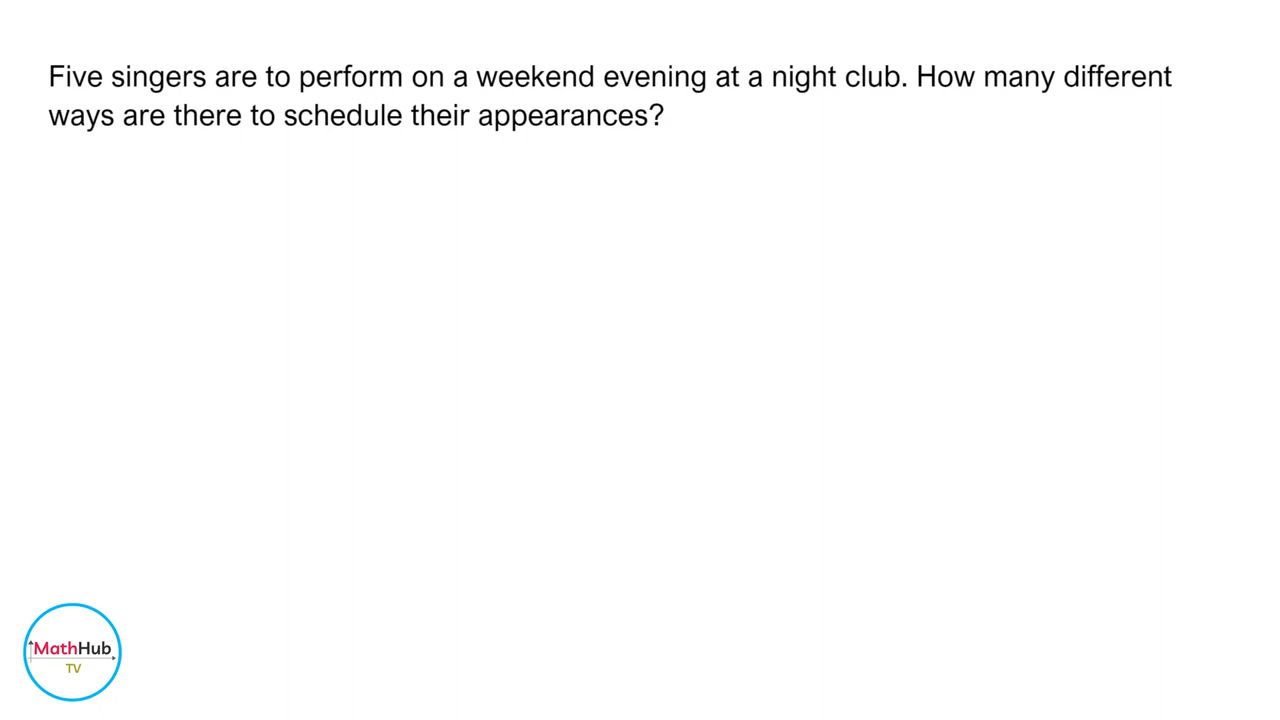 Five singers are to perform on a weekend evening at a night club. How many different
ways are there to schedule their appearances?
MathHub
TV